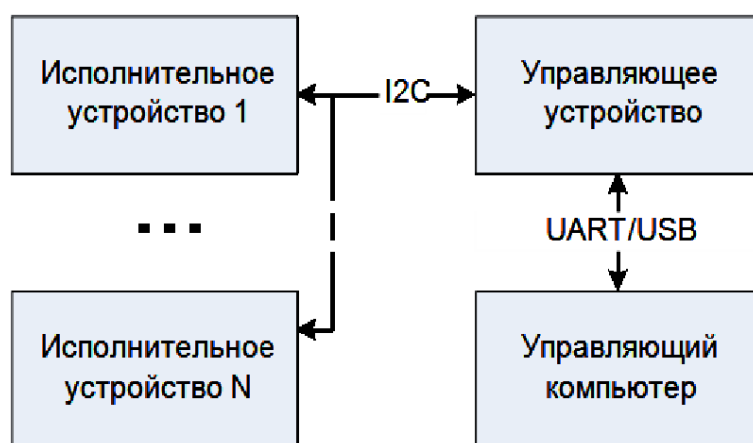 Исполнительное
устройство 1
I2C
Управляющее
устройство
...
UART/USB
Исполнительное
устройство N
Управляющий
компьютер